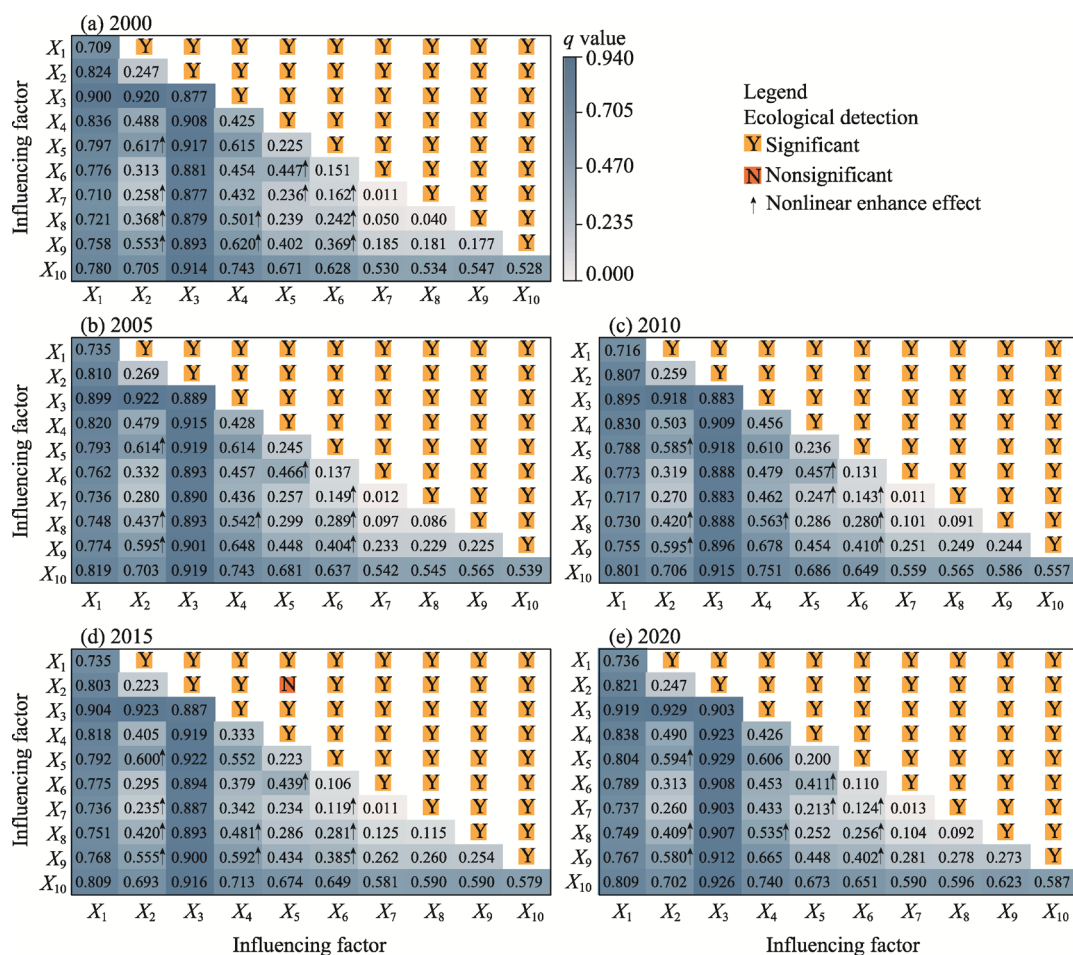 (a) 2000
X1 0.709 Y Y Y Y Y Y Y Y Y
X2 0.824 0.247 Y Y Y Y Y Y Y Y
X3 0.900 0.920 0.877 Y Y Y Y Y Y Y
X4 0.836 0.488 0.908 0.425 Y Y Y Y Y Y
X5 0.797 0.617↑ 0.917 0.615 0.225 Y Y Y Y Y
X6 0.776 0.313 0.881 0.454 0.447↑ 0.151 Y Y Y Y
X7 0.710 0.258↑ 0.877 0.432 0.236↑ 0.162↑ 0.011 Y Y Y
X8 0.721 0.368↑ 0.879 0.501↑ 0.239 0.242↑ 0.050 0.040 Y Y
X9 0.758 0.553↑ 0.893 0.620↑ 0.402 0.369↑ 0.185 0.181 0.177 Y
X10 0.780 0.705 0.914 0.743 0.671 0.628 0.530 0.534 0.547 0.528
X1 X2 X3 X4 X5 X6 X7 X8 X9 X10
Influencing factor
q value
0.940
0.705
0.470
0.235
0.000
Legend
Ecological detection
Y Significant
N Nonsignificant
↑ Nonlinear enhance effect
(b) 2005
X1 0.735 Y Y Y Y Y Y Y Y Y
X2 0.810 0.269 Y Y Y Y Y Y Y Y
X3 0.899 0.922 0.889 Y Y Y Y Y Y Y
X4 0.820 0.479 0.915 0.428 Y Y Y Y Y Y
X5 0.793 0.614↑ 0.919 0.614 0.245 Y Y Y Y Y
X6 0.762 0.332 0.893 0.457 0.466↑ 0.137 Y Y Y Y
X7 0.736 0.280 0.890 0.436 0.257 0.149↑ 0.012 Y Y Y
X8 0.748 0.437↑ 0.893 0.542↑ 0.299 0.289↑ 0.097 0.086 Y Y
X9 0.774 0.595↑ 0.901 0.648 0.448 0.404↑ 0.233 0.229 0.225 Y
X10 0.819 0.703 0.919 0.743 0.681 0.637 0.542 0.545 0.565 0.539
X1 X2 X3 X4 X5 X6 X7 X8 X9 X10
Influencing factor
(c) 2010
X1 0.716 Y Y Y Y Y Y Y Y Y
X2 0.807 0.259 Y Y Y Y Y Y Y Y
X3 0.895 0.918 0.883 Y Y Y Y Y Y Y
X4 0.830 0.503 0.909 0.456 Y Y Y Y Y Y
X5 0.788 0.585↑ 0.918 0.610 0.236 Y Y Y Y Y
X6 0.773 0.319 0.888 0.479 0.457↑ 0.131 Y Y Y Y
X7 0.717 0.270 0.883 0.462 0.247↑ 0.143↑ 0.011 Y Y Y
X8 0.730 0.420↑ 0.888 0.563↑ 0.286 0.280↑ 0.101 0.091 Y Y
X9 0.755 0.595↑ 0.896 0.678 0.454 0.410↑ 0.251 0.249 0.244 Y
X10 0.801 0.706 0.915 0.751 0.686 0.649 0.559 0.565 0.586 0.557
X1 X2 X3 X4 X5 X6 X7 X8 X9 X10
(d) 2015
X1 0.735 Y Y Y Y Y Y Y Y Y
X2 0.803 0.223 Y Y N Y Y Y Y Y
X3 0.904 0.923 0.887 Y Y Y Y Y Y Y
X4 0.818 0.405 0.919 0.333 Y Y Y Y Y Y
X5 0.792 0.600↑ 0.922 0.552 0.223 Y Y Y Y Y
X6 0.775 0.295 0.894 0.379 0.439↑ 0.106 Y Y Y Y
X7 0.736 0.235↑ 0.887 0.342 0.234 0.119↑ 0.011 Y Y Y
X8 0.751 0.420↑ 0.893 0.481↑ 0.286 0.281↑ 0.125 0.115 Y Y
X9 0.768 0.555↑ 0.900 0.592↑ 0.434 0.385↑ 0.262 0.260 0.254 Y
X10 0.809 0.693 0.916 0.713 0.674 0.649 0.581 0.590 0.590 0.579
X1 X2 X3 X4 X5 X6 X7 X8 X9 X10
Influencing factor
Influencing factor
(e) 2020
X1 0.736 Y Y Y Y Y Y Y Y Y
X2 0.821 0.247 Y Y Y Y Y Y Y Y
X3 0.919 0.929 0.903 Y Y Y Y Y Y Y
X4 0.838 0.490 0.923 0.426 Y Y Y Y Y Y
X5 0.804 0.594↑ 0.929 0.606 0.200 Y Y Y Y Y
X6 0.789 0.313 0.908 0.453 0.411↑ 0.110 Y Y Y Y
X7 0.737 0.260 0.903 0.433 0.213↑ 0.124↑ 0.013 Y Y Y
X8 0.749 0.409↑ 0.907 0.535↑ 0.252 0.256↑ 0.104 0.092 Y Y
X9 0.767 0.580↑ 0.912 0.665 0.448 0.402↑ 0.281 0.278 0.273 Y
X10 0.809 0.702 0.926 0.740 0.673 0.651 0.590 0.596 0.623 0.587
X1 X2 X3 X4 X5 X6 X7 X8 X9 X10
Influencing factor